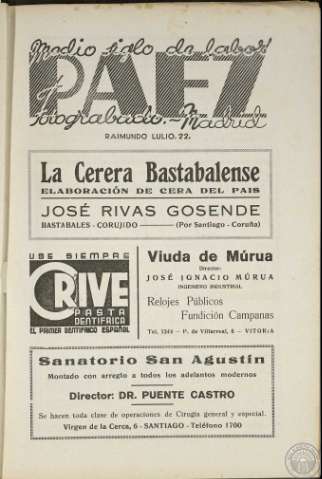 Medio siglo de labor
PAEZ
fotograbado.-Madrid
RAIMUNDO LULIO. 22.
La Cerera Bastabalense
ELABORACIÓN DE CERA DEL PAIS
JOSÉ RIVAS GOSENDE
BASTABALES - CORUJIDO (Por Santiago - Coruña)
USE SIEMPRE
ORIVE
PASTA
DENTIFRICA
EL PRIMER DENTIFRICO ESPAÑOL
Viuda de Múrua
Director:
JOSÉ IGNACIO MÚRUA
INGENIERO INDUSTRIAL
Relojes Públicos
Fundición Campanas
Tel. 1244 - P. de Villarreal, 6 - VITORIA
Sanatorio San Agustín
Montado con arreglo a todos los adelantos modernos
Director: DR. PUENTE CASTRO
Se hacen toda clase de operaciones de Cirugía general y especial.
Virgen de la Cerca, 6 - SANTIAGO - Teléfono 1700